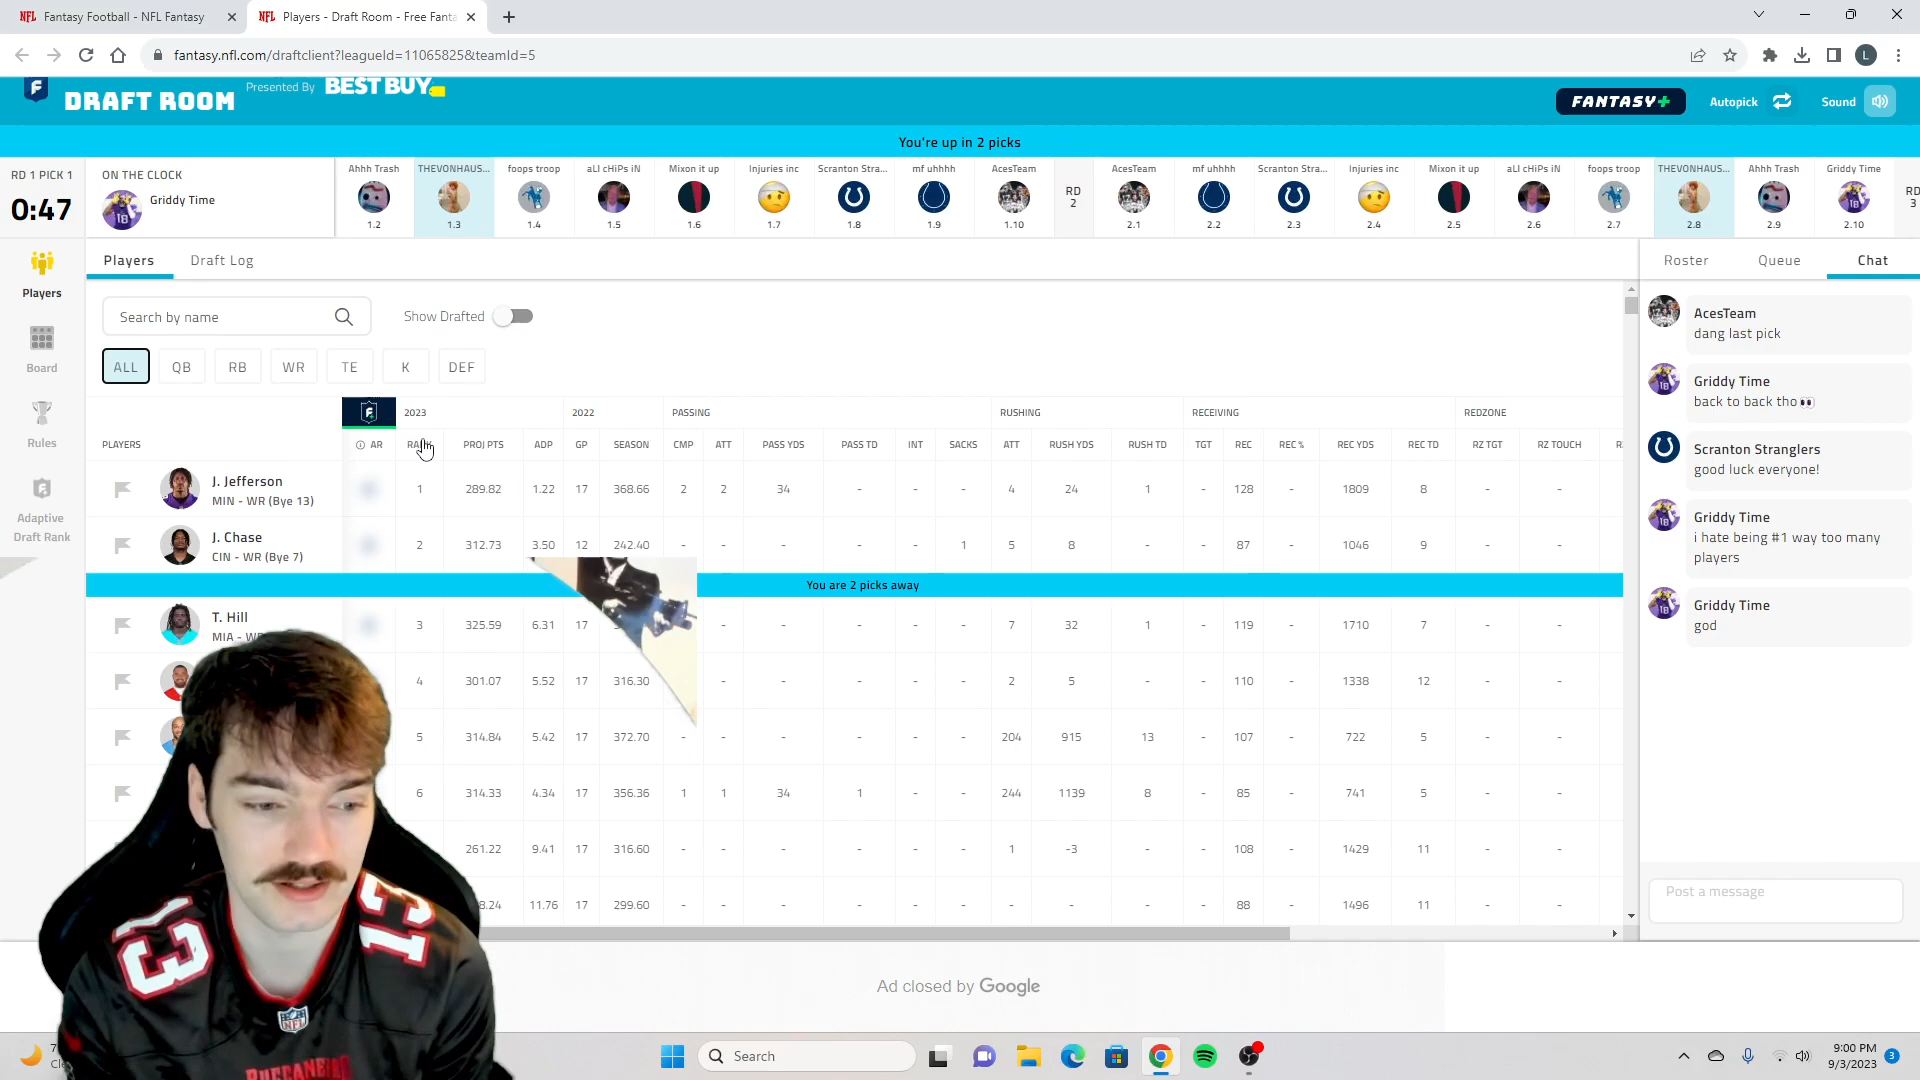 Fantasy Football - NFL Fantasy
Players - Draft Room - Free Fanta
fantasy.nfl.com/draftclient?leagueId=11065825&teamId=5
L
DRAFT ROOM Presented By BEST BUY
FANTASY+ Autopick Sound
You're up in 2 picks
RD 1 PICK 1
0:47
ON THE CLOCK
Griddy Time
Ahhh Trash THEVONHAUS... foops troop aLl cHiPs iN Mixon it up Injuries inc Scranton Stra... mf uhhhh AcesTeam
1.2 1.3 1.4 1.5 1.6 1.7 1.8 1.9 1.10
RD
2
AcesTeam mf uhhhh Scranton Stra... Injuries inc Mixon it up aLl cHiPs iN foops troop THEVONHAUS... Ahhh Trash Griddy Time
2.1 2.2 2.3 2.4 2.5 2.6 2.7 2.8 2.9 2.10
RD
3
Players
Board
Rules
Adaptive
Draft Rank
Players Draft Log
Search by name
Show Drafted
ALL QB RB WR TE K DEF
2023 2022 PASSING RUSHING RECEIVING REDZONE
PLAYERS AR RANK PROJ PTS ADP GP SEASON CMP ATT PASS YDS PASS TD INT SACKS ATT RUSH YDS RUSH TD TGT REC REC % REC YDS REC TD RZ TGT RZ TOUCH R
J. Jefferson
MIN - WR (Bye 13)
1 289.82 1.22 17 368.66 2 2 34 - - - 4 24 1 - 128 - 1809 8 - -
J. Chase
CIN - WR (Bye 7)
2 312.73 3.50 12 242.40 - - - - - 1 5 8 - - 87 - 1046 9 - -
You are 2 picks away
T. Hill
MIA - W
3 325.59 6.31 17 - - - - - 7 32 1 - 119 - 1710 7 - -
4 301.07 5.52 17 316.30 - - - - - 2 5 - - 110 - 1338 12 - -
5 314.84 5.42 17 372.70 - - - - - - 204 915 13 - 107 - 722 5 - -
6 314.33 4.34 17 356.36 1 1 34 1 - - 244 1139 8 - 85 - 741 5 - -
261.22 9.41 17 316.60 - - - - - - 1 -3 - - 108 - 1429 11 - -
8.24 11.76 17 299.60 - - - - - - - - - - 88 - 1496 11 - -
Roster Queue Chat
AcesTeam
dang last pick
Griddy Time
back to back tho👀
Scranton Stranglers
good luck everyone!
Griddy Time
i hate being #1 way too many
players
Griddy Time
god
Post a message
Ad closed by Google
18
13
13
NFL
BUCCANEERS
7
Cle
Search
9:00 PM
9/3/2023
3